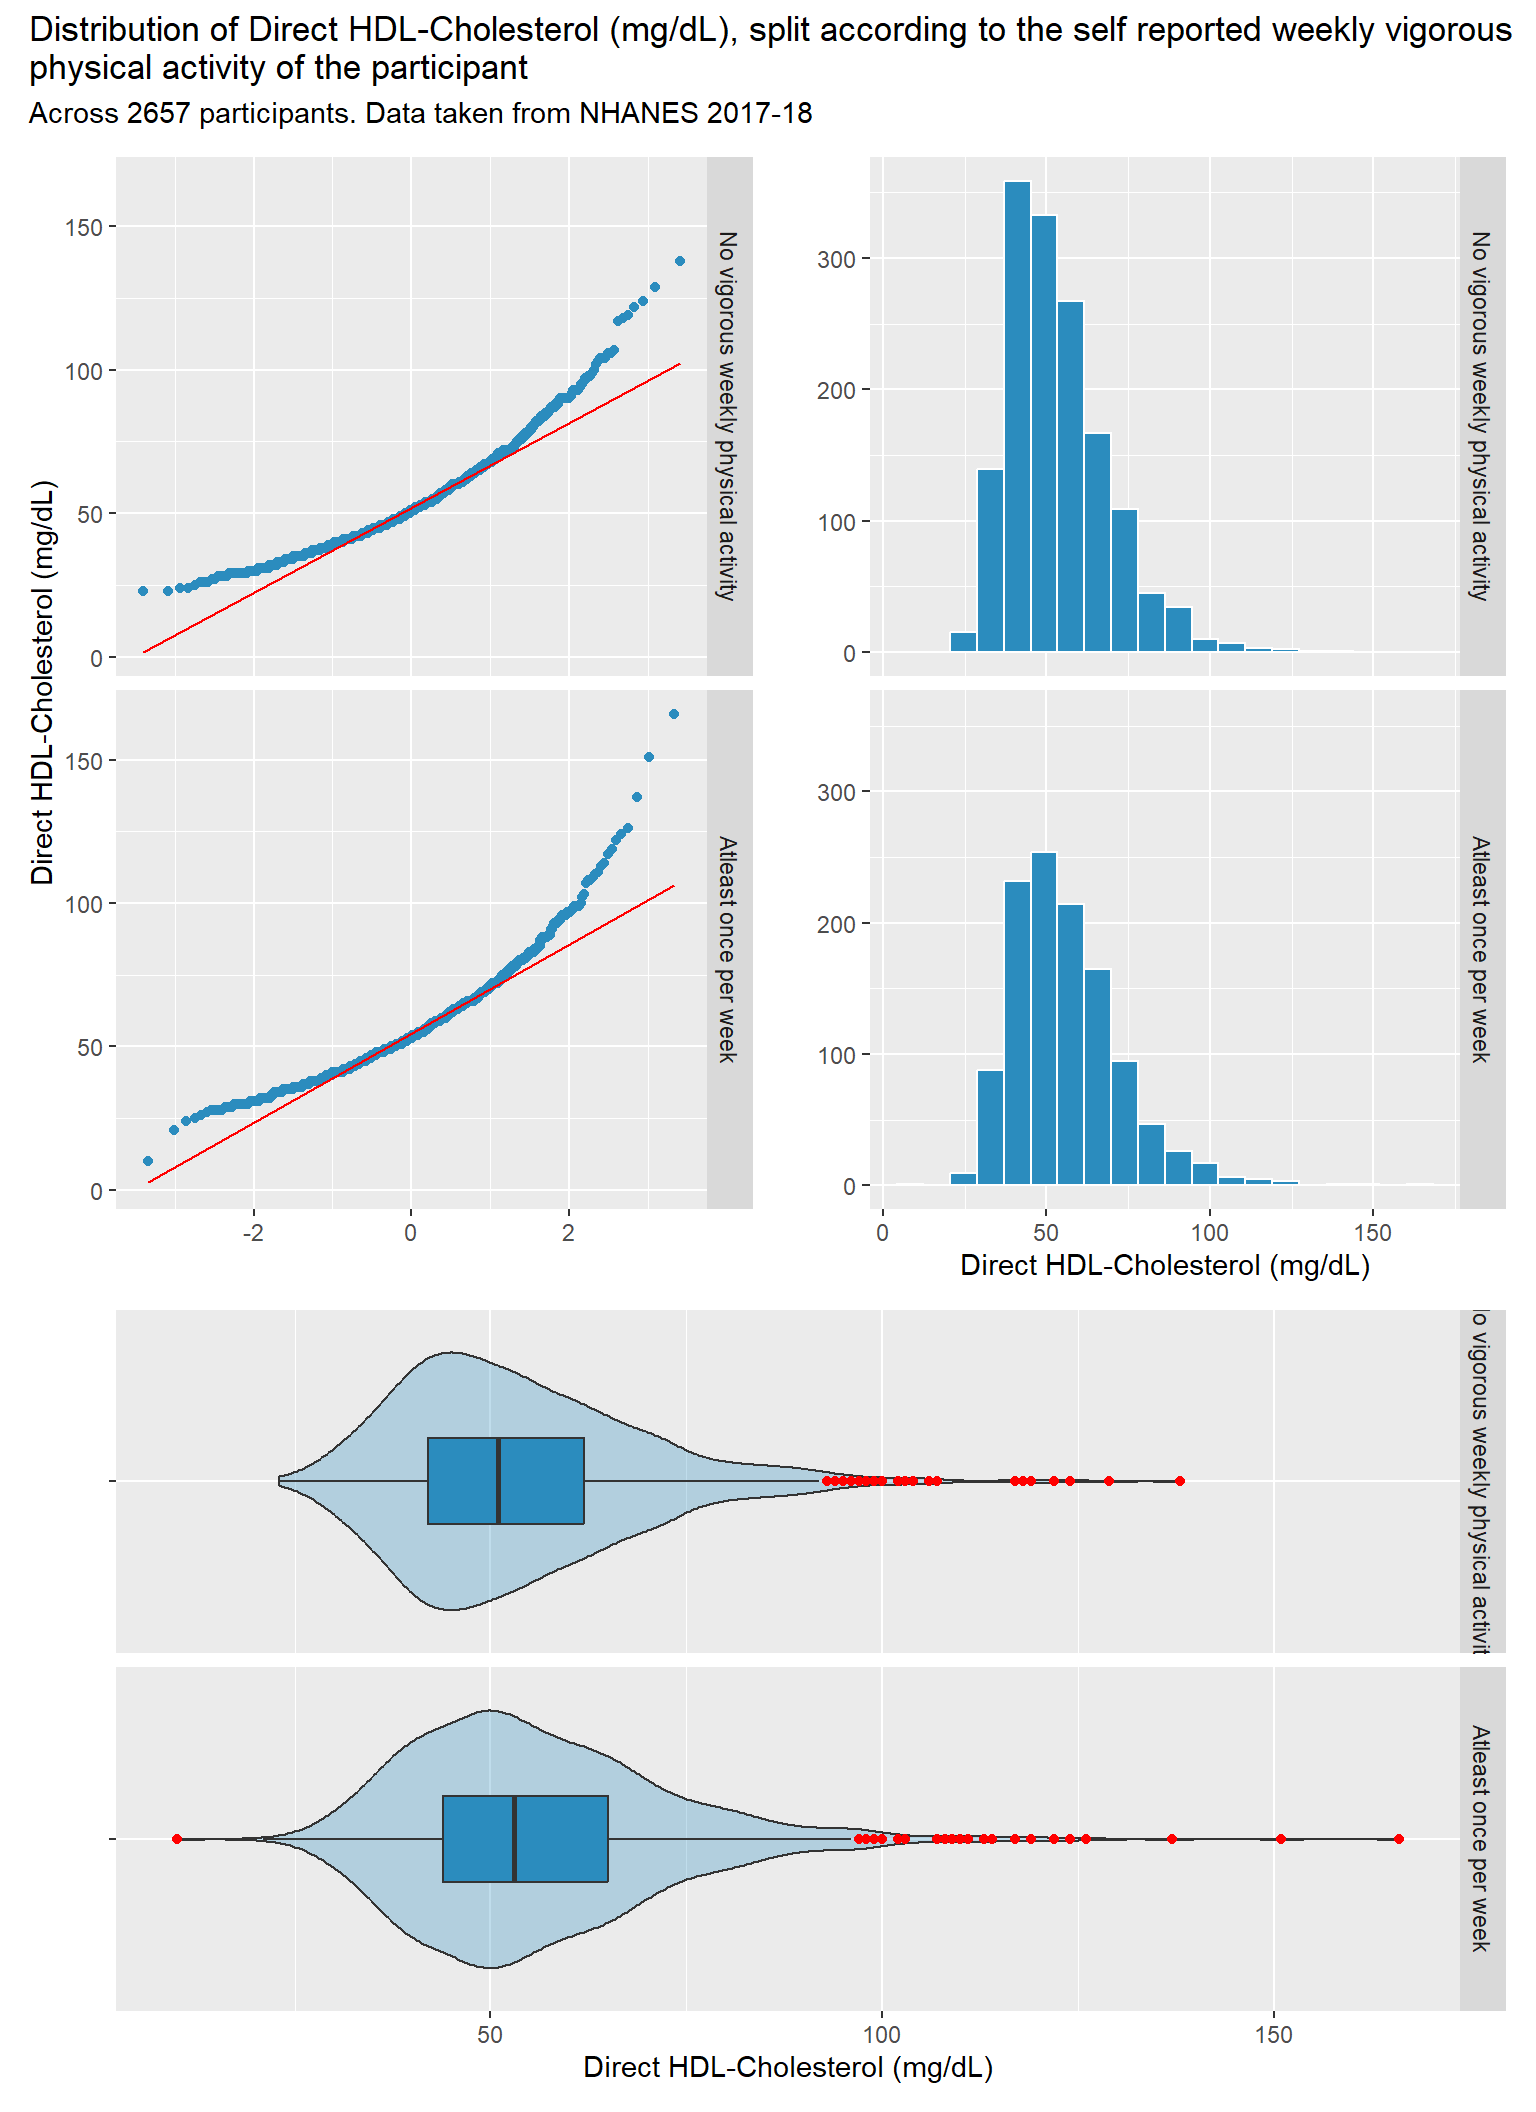 Distribution of Direct HDL-Cholesterol (mg/dL), split according to the self reported weekly vigorous
physical activity of the participant
Across 2657 participants. Data taken from NHANES 2017-18
Direct HDL-Cholesterol (mg/dL)
150
100
50
0
No vigorous weekly physical activity
150
100
50
0
Atleast once per week
-2 0 2
300
200
100
0
No vigorous weekly physical activity
300
200
100
0
Atleast once per week
0 50 100 150
Direct HDL-Cholesterol (mg/dL)
lo vigorous weekly physical activit
Atleast once per week
50 100 150
Direct HDL-Cholesterol (mg/dL)